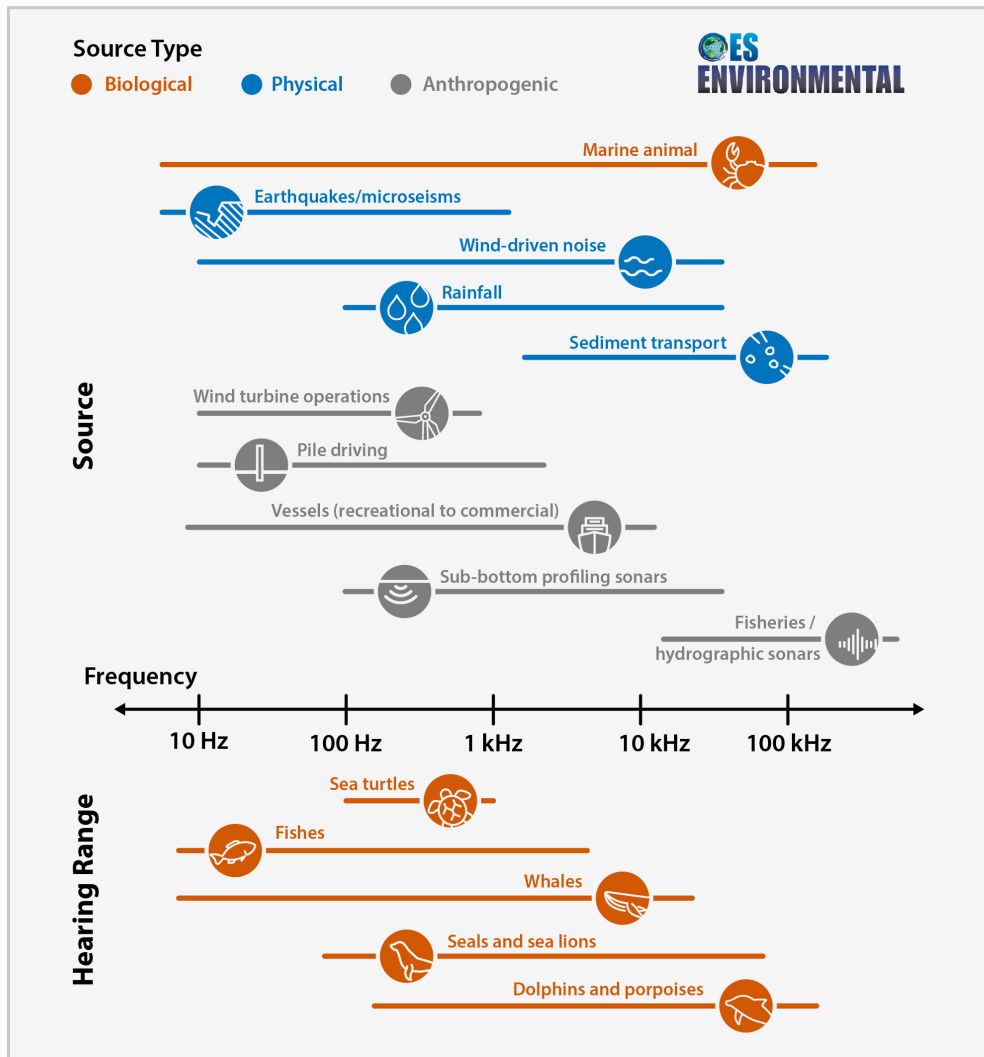 Source Type
Biological
Physical
Anthropogenic
OES
ENVIRONMENTAL
Marine animal
Earthquakes/microseisms
Wind-driven noise
Rainfall
Sediment transport
Source
Wind turbine operations
Pile driving
Vessels (recreational to commercial)
Sub-bottom profiling sonars
Fisheries /
hydrographic sonars
Frequency
10 Hz
100 Hz
1 kHz
10 kHz
100 kHz
Hearing Range
Sea turtles
Fishes
Whales
Seals and sea lions
Dolphins and porpoises